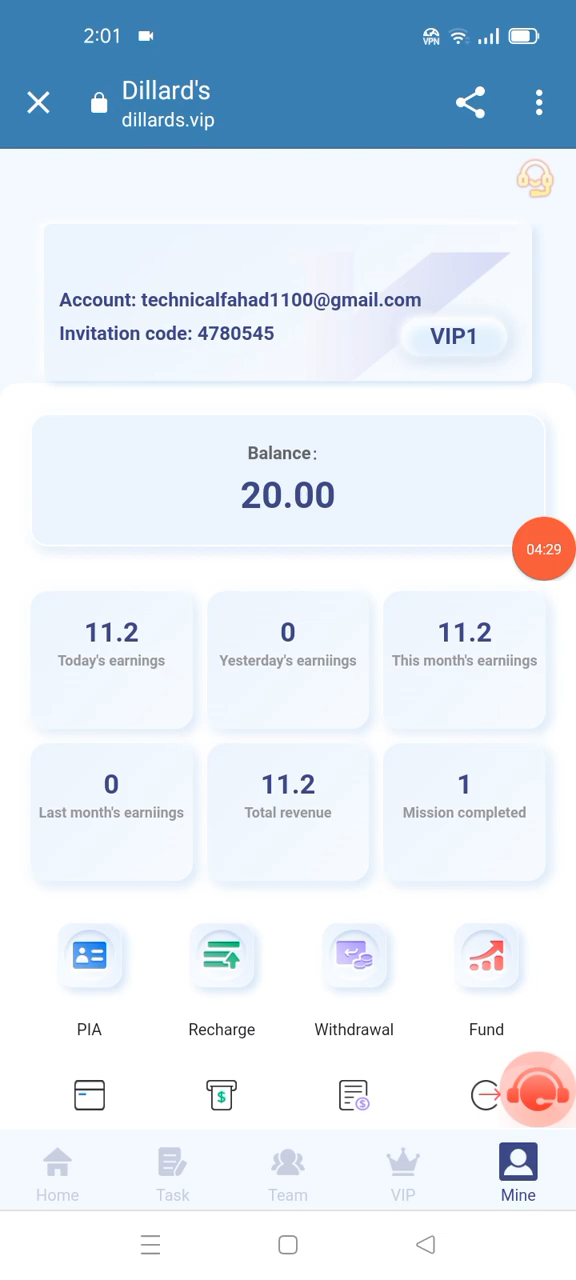 2:01
VPN
Dillard's
dillards.vip
Account: technicalfahad1100@gmail.com
Invitation code: 4780545
VIP1
Balance:
20.00
04:29
11.2
0
11.2
Today's earnings
Yesterday's earniings
This month's earniings
0
11.2
1
Last month's earniings
Total revenue
Mission completed
PIA
Recharge
Withdrawal
Fund
Home
Task
Team
VIP
Mine